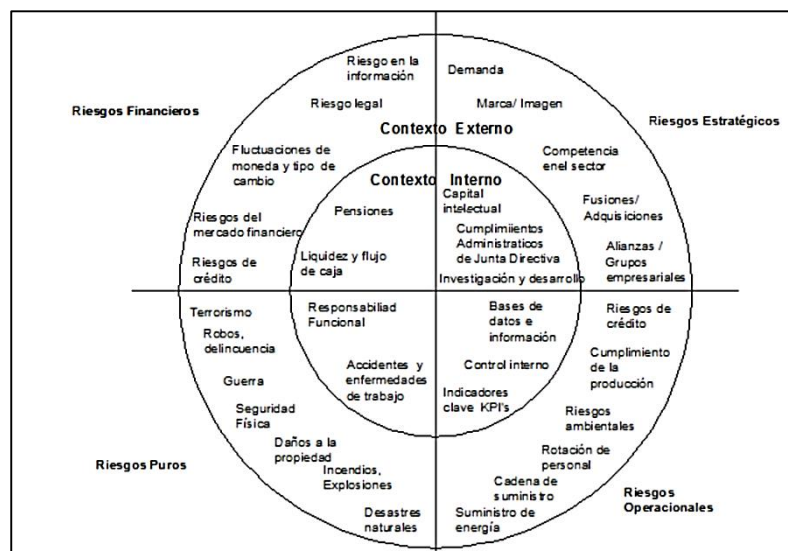 Riesgos Financieros
Riesgo en la
información
Riesgo legal
Fluctuaciones de
moneda y tipo de
cambio
Riesgos del
mercado financiero
Riesgos de
crédito
Contexto Externo
Demanda
Marca/ Imagen
Riesgos Estratégicos
Competencia
enel sector
Fusiones/
Adquisiciones
Alianzas /
Grupos
empresariales
Contexto Interno
Pensiones
Liquidez y flujo
de caja
Capital
intelectual
Cumplimiientos
Administraticos
de Junta Directiva
Investigación y desarrollo
Responsabiliad
Funcional
Accidentes y
enfermedades
de trabajo
Bases de
datos e
información
Control interno
Indicadores
clave KPI's
Terrorismo
Robos,
delincuencia
Guerra
Seguridad
Física
Daños a la
propiedad
Incendios,
Explosiones
Desastres
naturales
Riesgos Puros
Riesgos de
crédito
Cumplimiento
de la
producción
Riesgos
ambientales
Rotación de
personal
Cadena de
suministro
Suministro de
energía
Riesgos
Operacionales